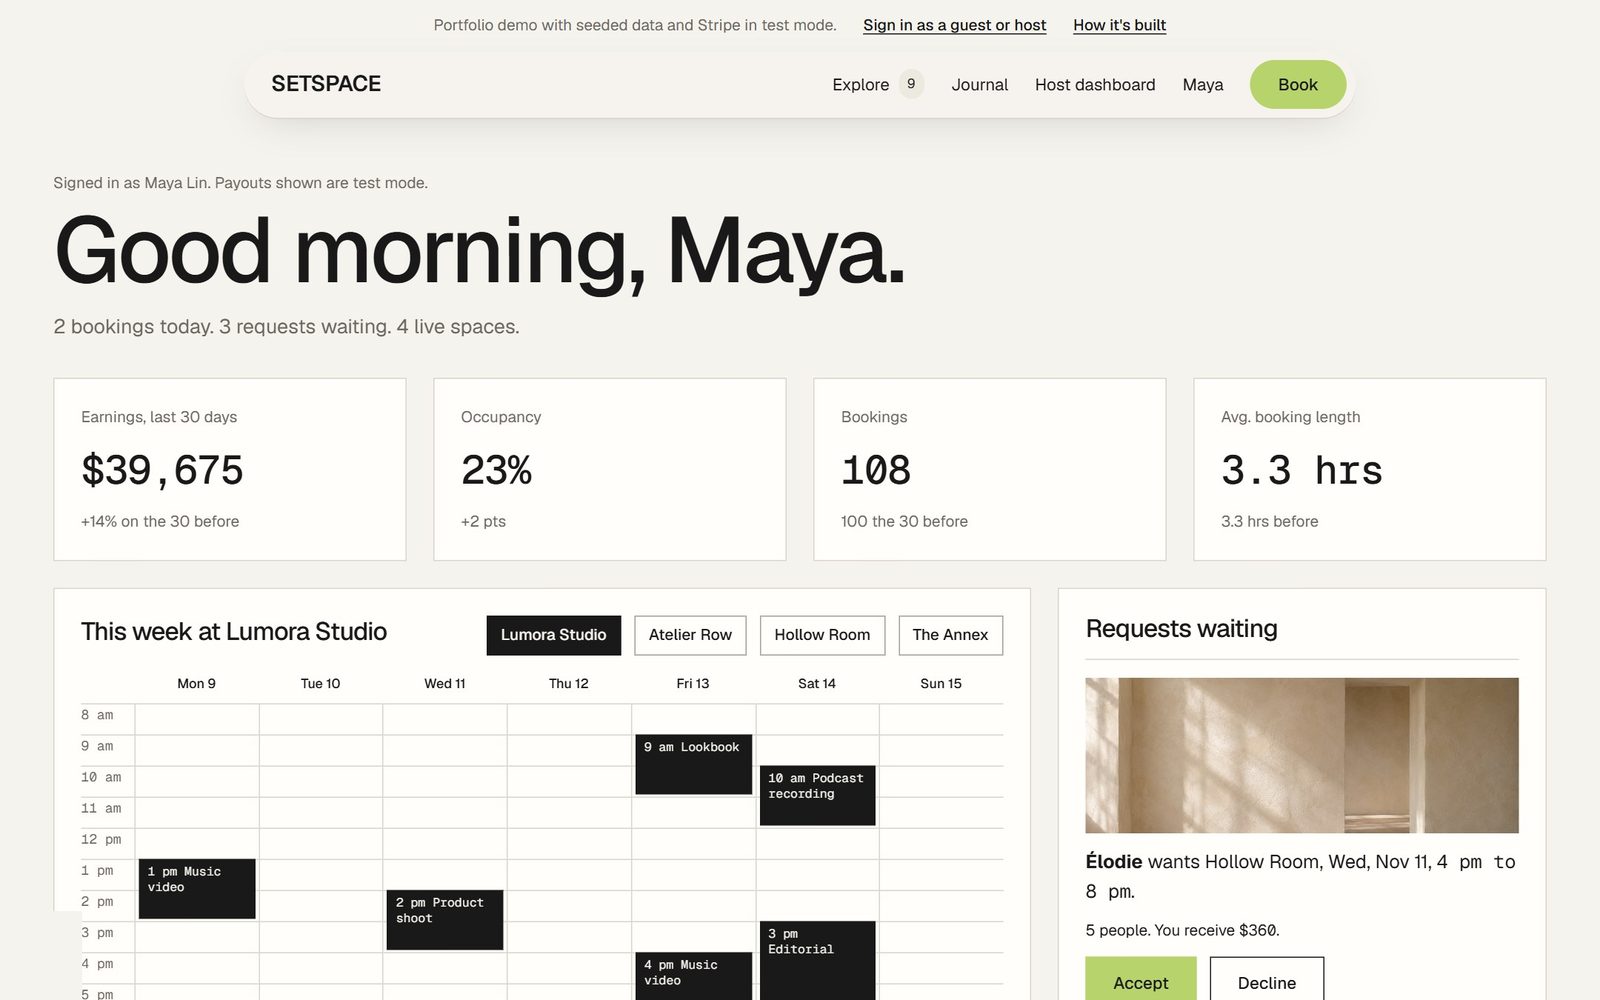 Portfolio demo with seeded data and Stripe in test mode. Sign in as a guest or host How it's built
SETSPACE Explore 9 Journal Host dashboard Maya Book
Signed in as Maya Lin. Payouts shown are test mode.
Good morning, Maya.
2 bookings today. 3 requests waiting. 4 live spaces.
Earnings, last 30 days
$39,675
+14% on the 30 before
Occupancy
23%
+2 pts
Bookings
108
100 the 30 before
Avg. booking length
3.3 hrs
3.3 hrs before
This week at Lumora Studio
Lumora Studio Atelier Row Hollow Room The Annex
Mon 9 Tue 10 Wed 11 Thu 12 Fri 13 Sat 14 Sun 15
8 am
9 am
9 am Lookbook
10 am
10 am Podcast
recording
11 am
12 pm
1 pm
1 pm Music
video
2 pm
2 pm Product
shoot
3 pm
3 pm
Editorial
4 pm
4 pm Music
video
5 pm
Requests waiting
Élodie wants Hollow Room, Wed, Nov 11, 4 pm to
8 pm.
5 people. You receive $360.
Accept Decline